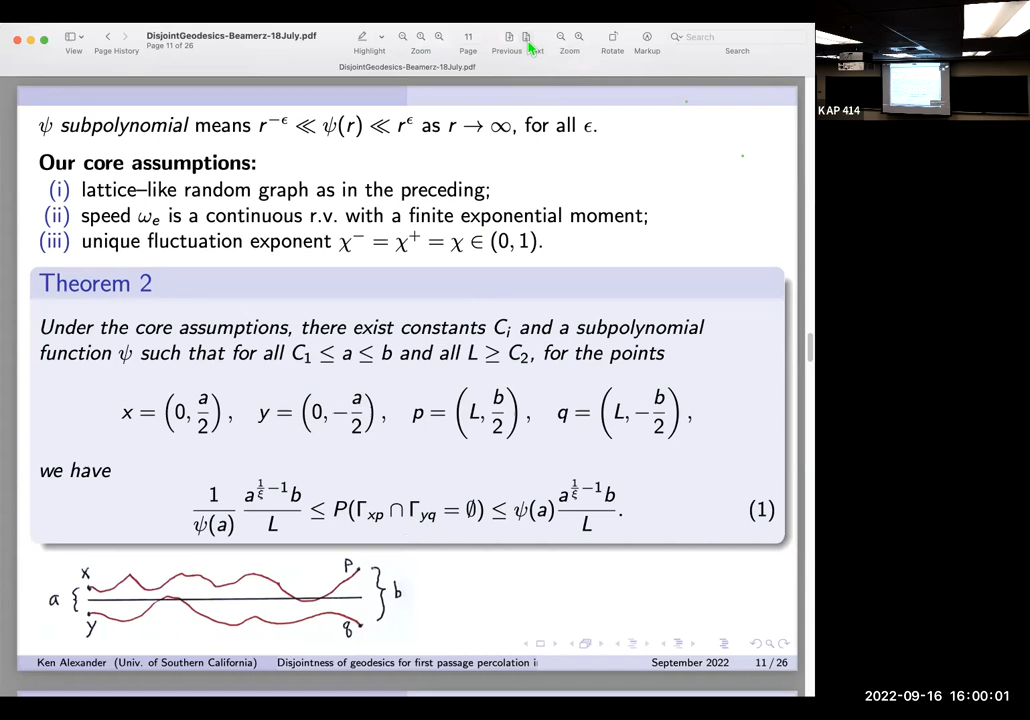 DisjointGeodesics-Beamerz-18July.pdf
Page 11 of 26
11
Search
View
Page History
Highlight
Zoom
Page
Previous
Zoom
Rotate
Markup
Search
DisjointGeodesics-Beamerz-18July.pdf
KAP 414
ψ subpolynomial means r^{−ϵ} ≪ ψ(r) ≪ r^ϵ as r → ∞, for all ϵ.
Our core assumptions:
(i) lattice–like random graph as in the preceding;
(ii) speed ω_e is a continuous r.v. with a finite exponential moment;
(iii) unique fluctuation exponent χ^− = χ^+ = χ ∈ (0, 1).
Theorem 2
Under the core assumptions, there exist constants C_i and a subpolynomial
function ψ such that for all C_1 ≤ a ≤ b and all L ≥ C_2, for the points
x = (0, a/2), y = (0, −a/2), p = (L, b/2), q = (L, −b/2),
we have
1/ψ(a) a^{1/ξ −1}b/L ≤ P(Γ_{xp} ∩ Γ_{yq} = ∅) ≤ ψ(a) a^{1/ξ −1}b/L. (1)
x
p
a {
} b
y
q
Ken Alexander (Univ. of Southern California)
Disjointness of geodesics for first passage percolation i
September 2022
11 / 26
2022-09-16 16:00:01